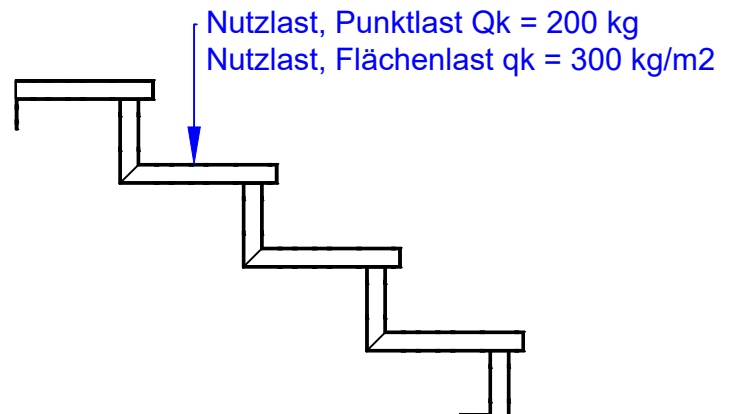 Nutzlast, Punktlast Qk = 200 kg
Nutzlast, Flächenlast qk = 300 kg/m2